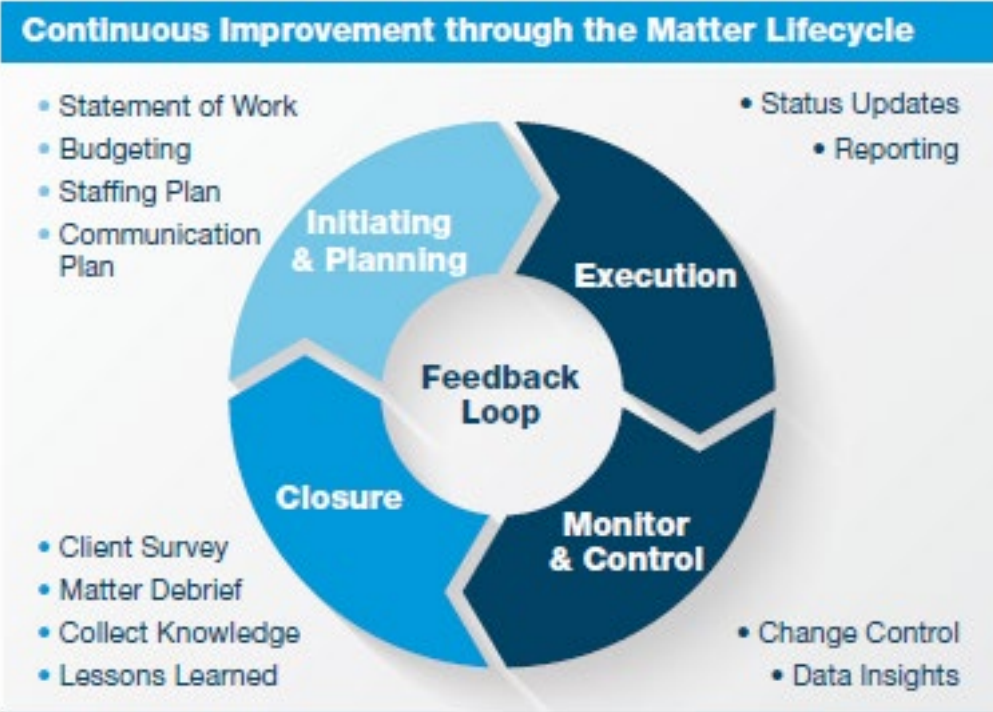 Continuous Improvement through the Matter Lifecycle
• Statement of Work
• Budgeting
• Staffing Plan
• Communication
Plan
• Status Updates
• Reporting
Initiating
& Planning
Execution
Feedback
Loop
Closure
Monitor
& Control
• Client Survey
• Matter Debrief
• Collect Knowledge
• Lessons Learned
• Change Control
• Data Insights